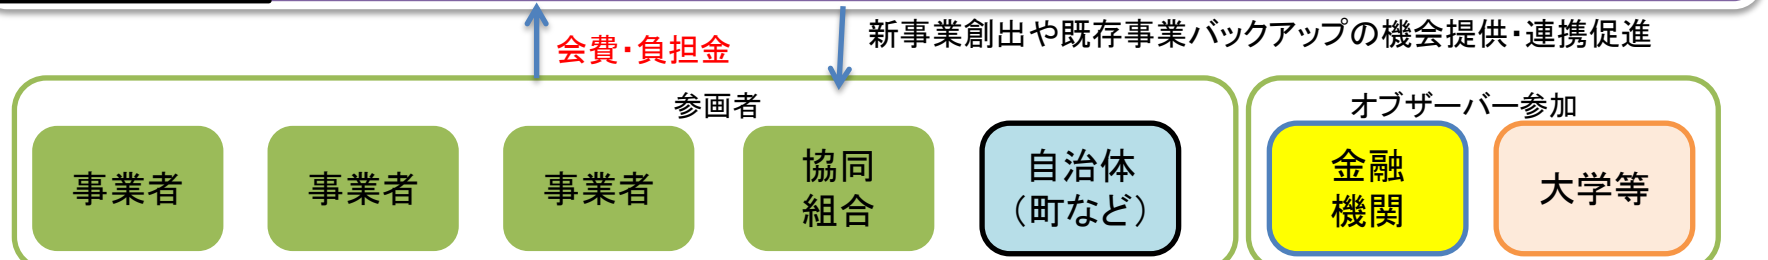 新事業創出や既存事業バックアップの機会提供・連携促進
会費・負担金
参画者
事業者
事業者
事業者
協同
組合
自治体
（町など）
オブザーバー参加
金融
機関
大学等